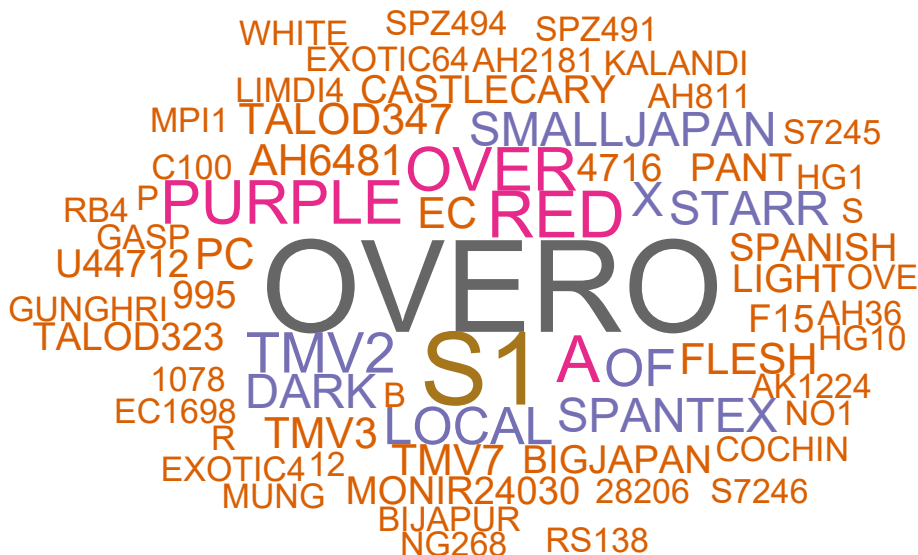 WHITE SPZ494 SPZ491
EXOTIC64 AH2181 KALANDI
LIMDI4 CASTLECARY AH811
MPI1 TALOD347 SMALLJAPAN S7245
C100 AH6481 OVER 4716 PANT HG1
RB4 P PURPLE EC RED X STARR S
GASP
U44712 PC OVERO SPANISH
995 LIGHT OVE
GUNGHRI F15 AH36
TALOD323 HG10
TMV2 S1 A OF FLESH
1078 DARK B AK1224
EC1698 LOCAL SPANTEX NO1
R TMV3
EXOTIC4 12 TMV7 BIGJAPAN COCHIN
MUNG MONIR24030 28206 S7246
BIJAPUR
NG268 RS138